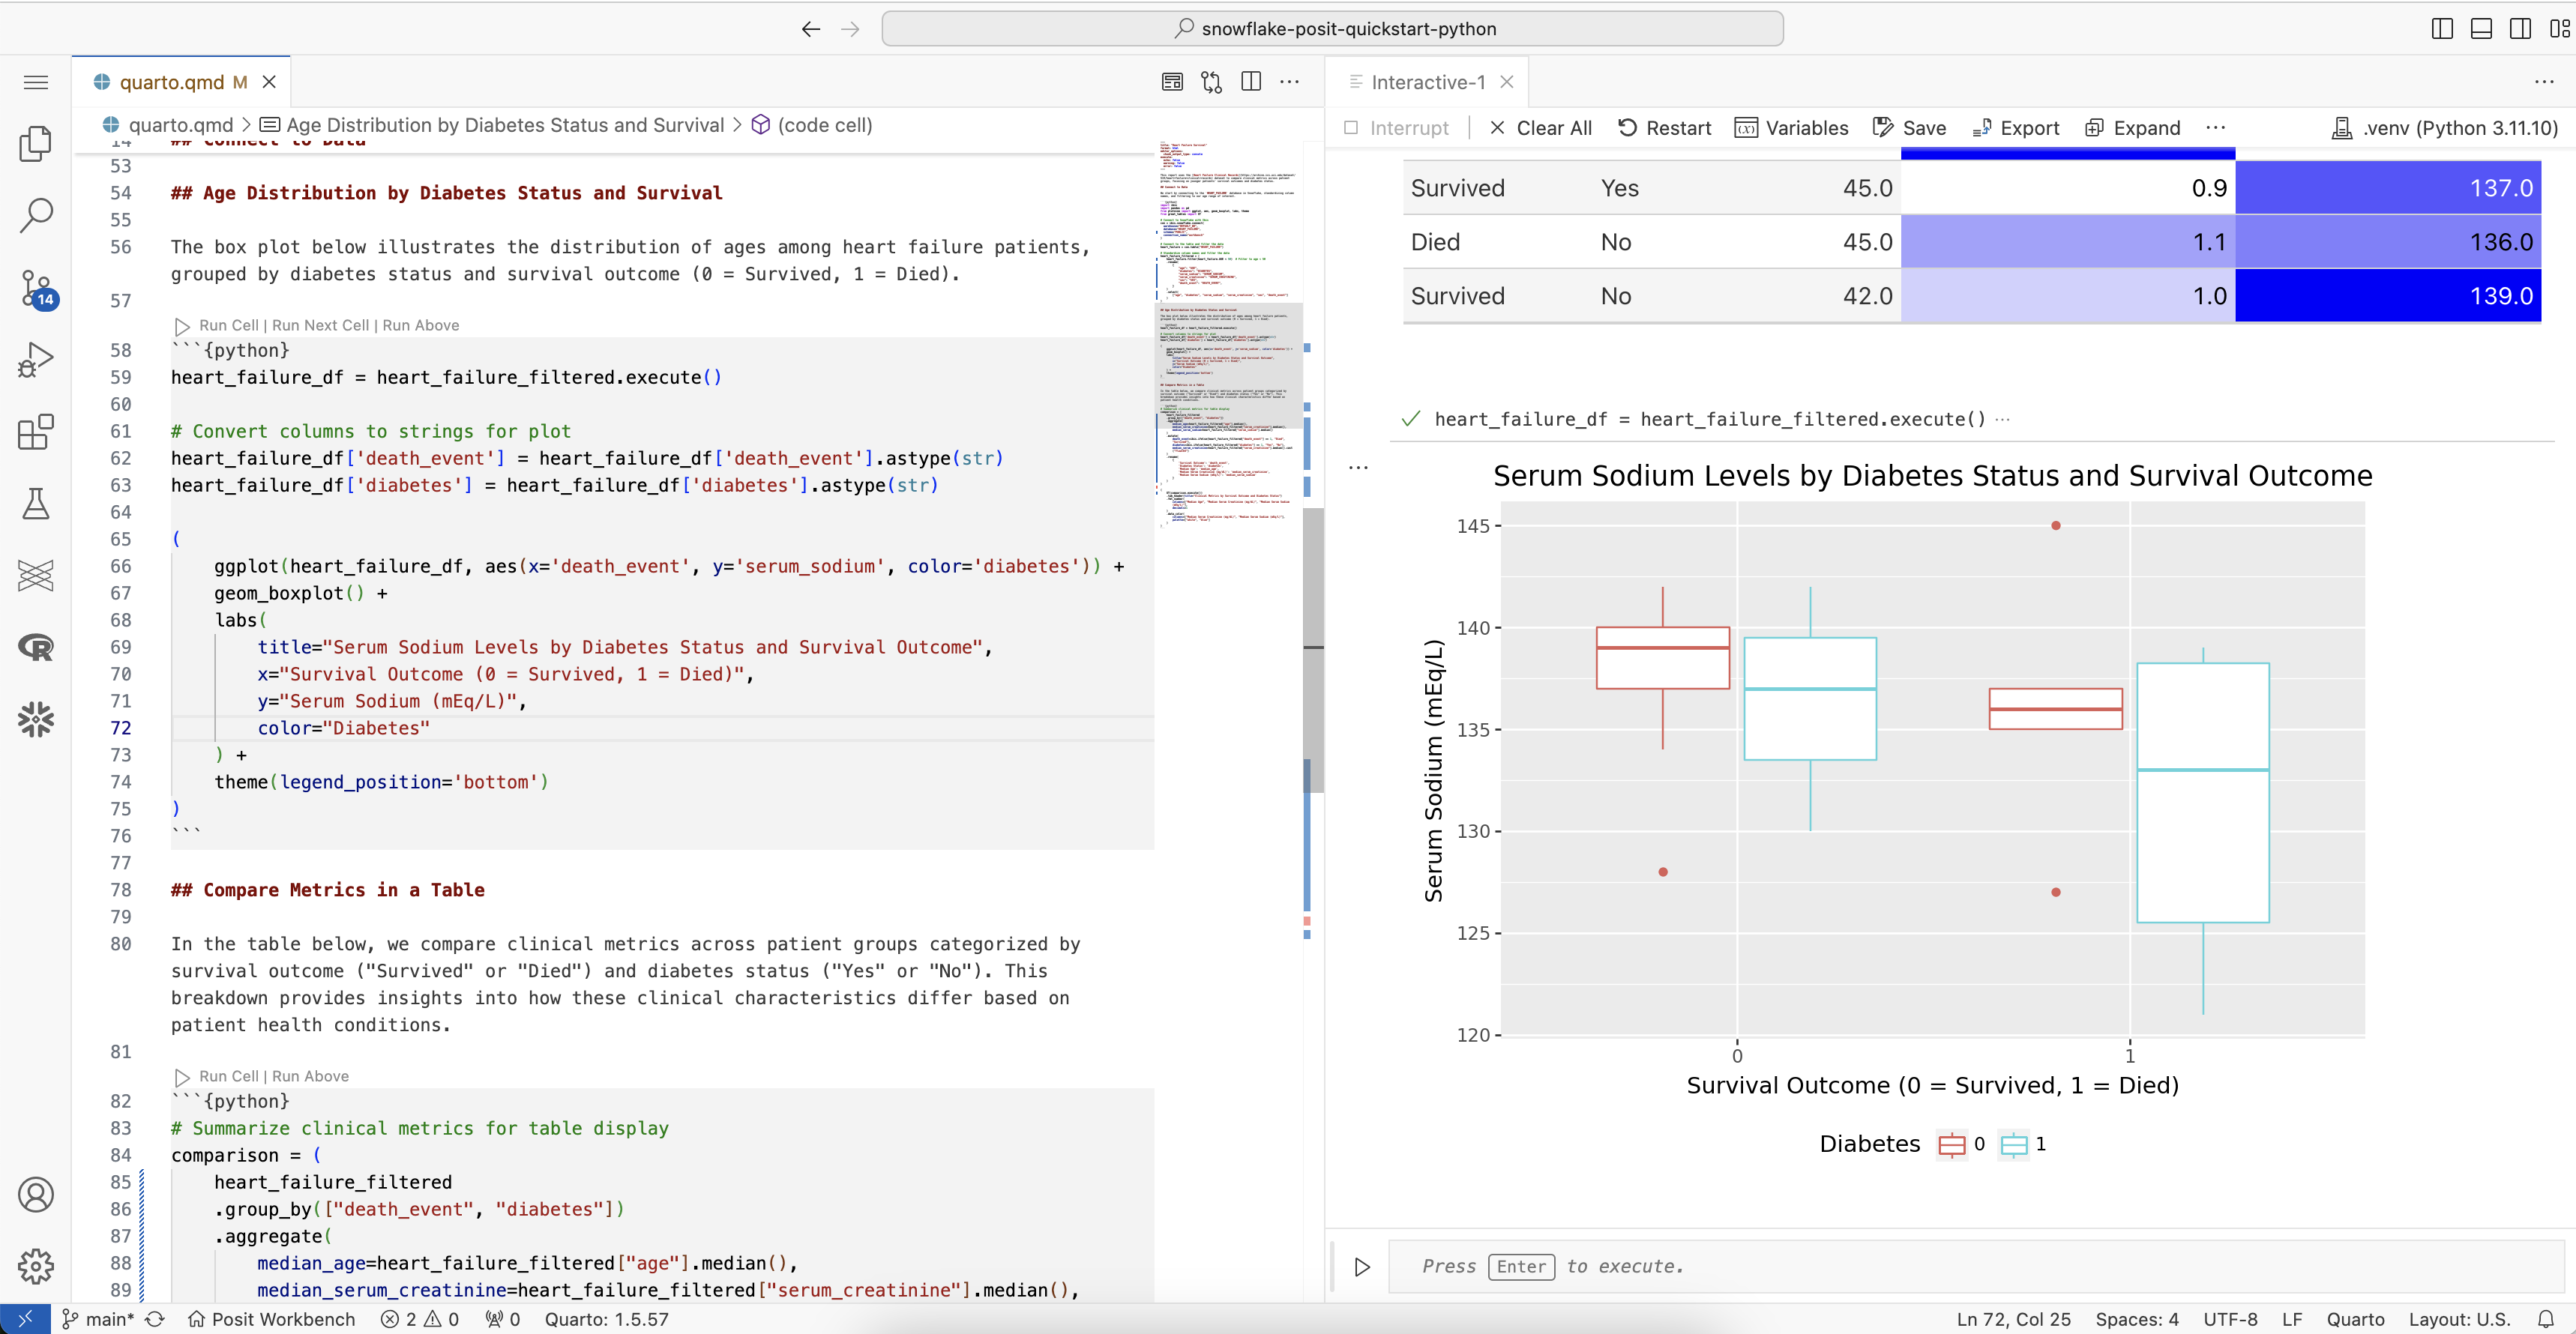 snowflake-posit-quickstart-python
quarto.qmd M
Interactive-1
quarto.qmd > Age Distribution by Diabetes Status and Survival > (code cell)
Interrupt | Clear All Restart Variables Save Export Expand ··· .venv (Python 3.11.10)
14 ## Connect to Data
53
54 ## Age Distribution by Diabetes Status and Survival
55
56 The box plot below illustrates the distribution of ages among heart failure patients,
grouped by diabetes status and survival outcome (0 = Survived, 1 = Died).
57
Run Cell | Run Next Cell | Run Above
58 ```{python}
59 heart_failure_df = heart_failure_filtered.execute()
60
61 # Convert columns to strings for plot
62 heart_failure_df['death_event'] = heart_failure_df['death_event'].astype(str)
63 heart_failure_df['diabetes'] = heart_failure_df['diabetes'].astype(str)
64
65 (
66 ggplot(heart_failure_df, aes(x='death_event', y='serum_sodium', color='diabetes')) +
67 geom_boxplot() +
68 labs(
69 title="Serum Sodium Levels by Diabetes Status and Survival Outcome",
70 x="Survival Outcome (0 = Survived, 1 = Died)",
71 y="Serum Sodium (mEq/L)",
72 color="Diabetes"
73 ) +
74 theme(legend_position='bottom')
75 )
76 ```
77
78 ## Compare Metrics in a Table
79
80 In the table below, we compare clinical metrics across patient groups categorized by
survival outcome ("Survived" or "Died") and diabetes status ("Yes" or "No"). This
breakdown provides insights into how these clinical characteristics differ based on
patient health conditions.
81
Run Cell | Run Above
82 ```{python}
83 # Summarize clinical metrics for table display
84 comparison = (
85 heart_failure_filtered
86 .group_by(["death_event", "diabetes"])
87 .aggregate(
88 median_age=heart_failure_filtered["age"].median(),
89 median_serum_creatinine=heart_failure_filtered["serum_creatinine"].median(),
14
Survived Yes 45.0 0.9 137.0
Died No 45.0 1.1 136.0
Survived No 42.0 1.0 139.0
heart_failure_df = heart_failure_filtered.execute() ···
Serum Sodium Levels by Diabetes Status and Survival Outcome
Serum Sodium (mEq/L)
145
140
135
130
125
120
0 1
Survival Outcome (0 = Survived, 1 = Died)
Diabetes 0 1
Press Enter to execute.
main* Posit Workbench 2 0 0 Quarto: 1.5.57 Ln 72, Col 25 Spaces: 4 UTF-8 LF Quarto Layout: U.S.